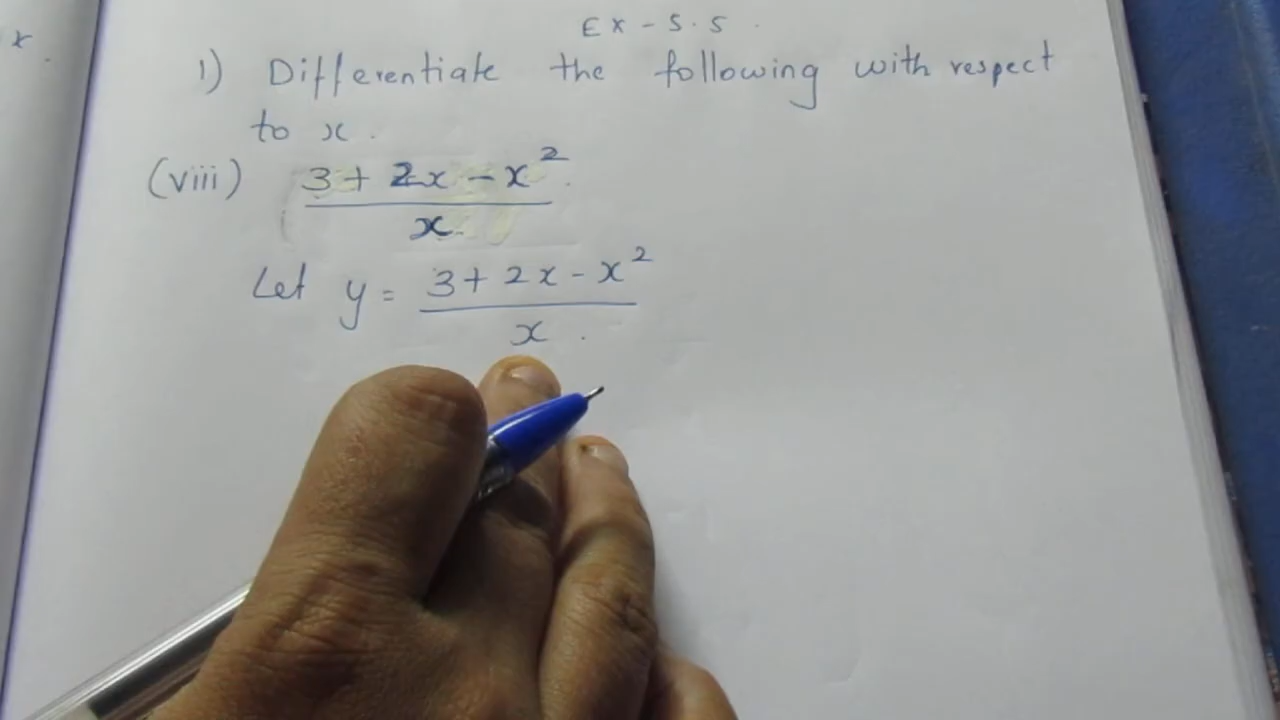 x.
Ex - 5.5.
1) Differentiate the following with respect
to x.
(viii) 3 + 2x - x²
x
Let y = 3 + 2x - x²
x.